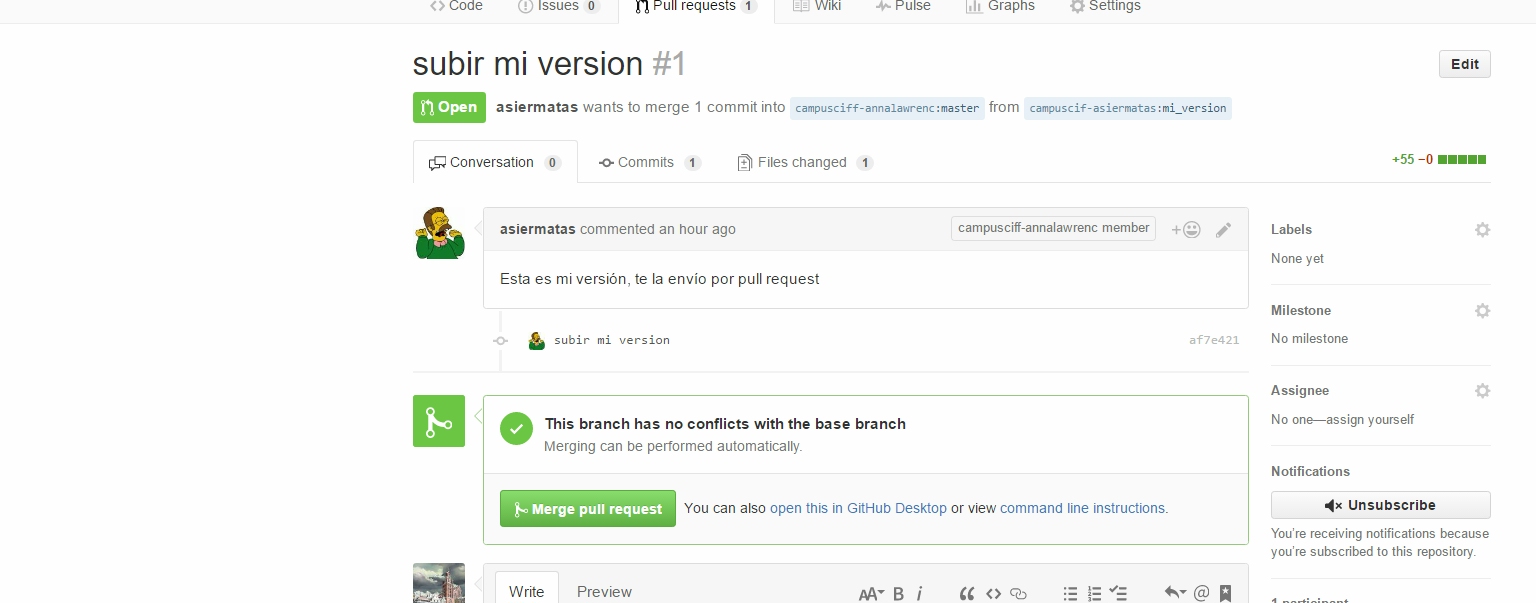 Code Issues 0 Pull requests 1 Wiki Pulse Graphs Settings
subir mi version #1
Edit
Open asiermatas wants to merge 1 commit into campusciff-annalawrenc:master from campuscif-asiermatas:mi_version
Conversation 0 Commits 1 Files changed 1
+55 −0
asiermatas commented an hour ago
campusciff-annalawrenc member
Esta es mi versión, te la envío por pull request
subir mi version
af7e421
This branch has no conflicts with the base branch
Merging can be performed automatically.
Merge pull request You can also open this in GitHub Desktop or view command line instructions.
Write Preview
AA B i @
Labels
None yet
Milestone
No milestone
Assignee
No one—assign yourself
Notifications
Unsubscribe
You're receiving notifications because
you're subscribed to this repository.
1 participant